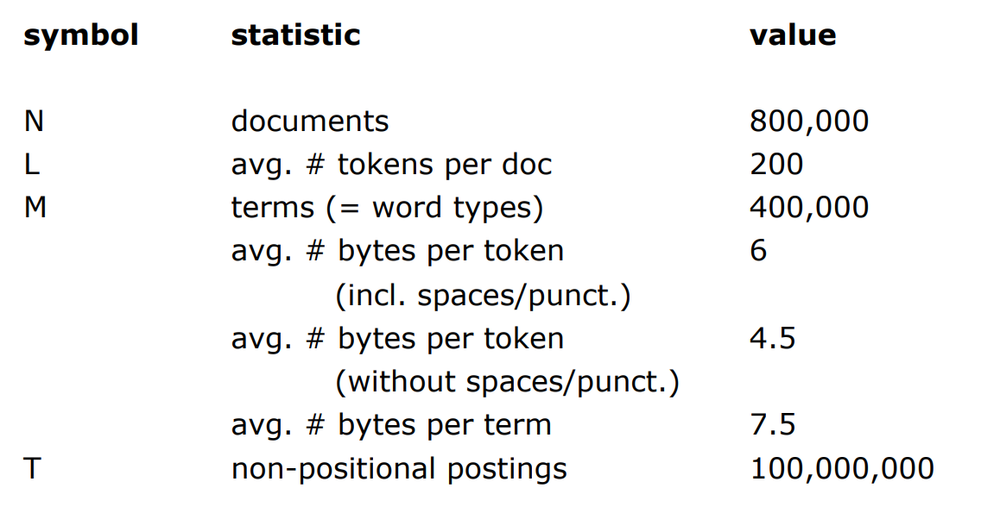 symbol statistic value
N documents 800,000
L avg. # tokens per doc 200
M terms (= word types) 400,000
avg. # bytes per token 6
(incl. spaces/punct.)
avg. # bytes per token 4.5
(without spaces/punct.)
avg. # bytes per term 7.5
T non-positional postings 100,000,000